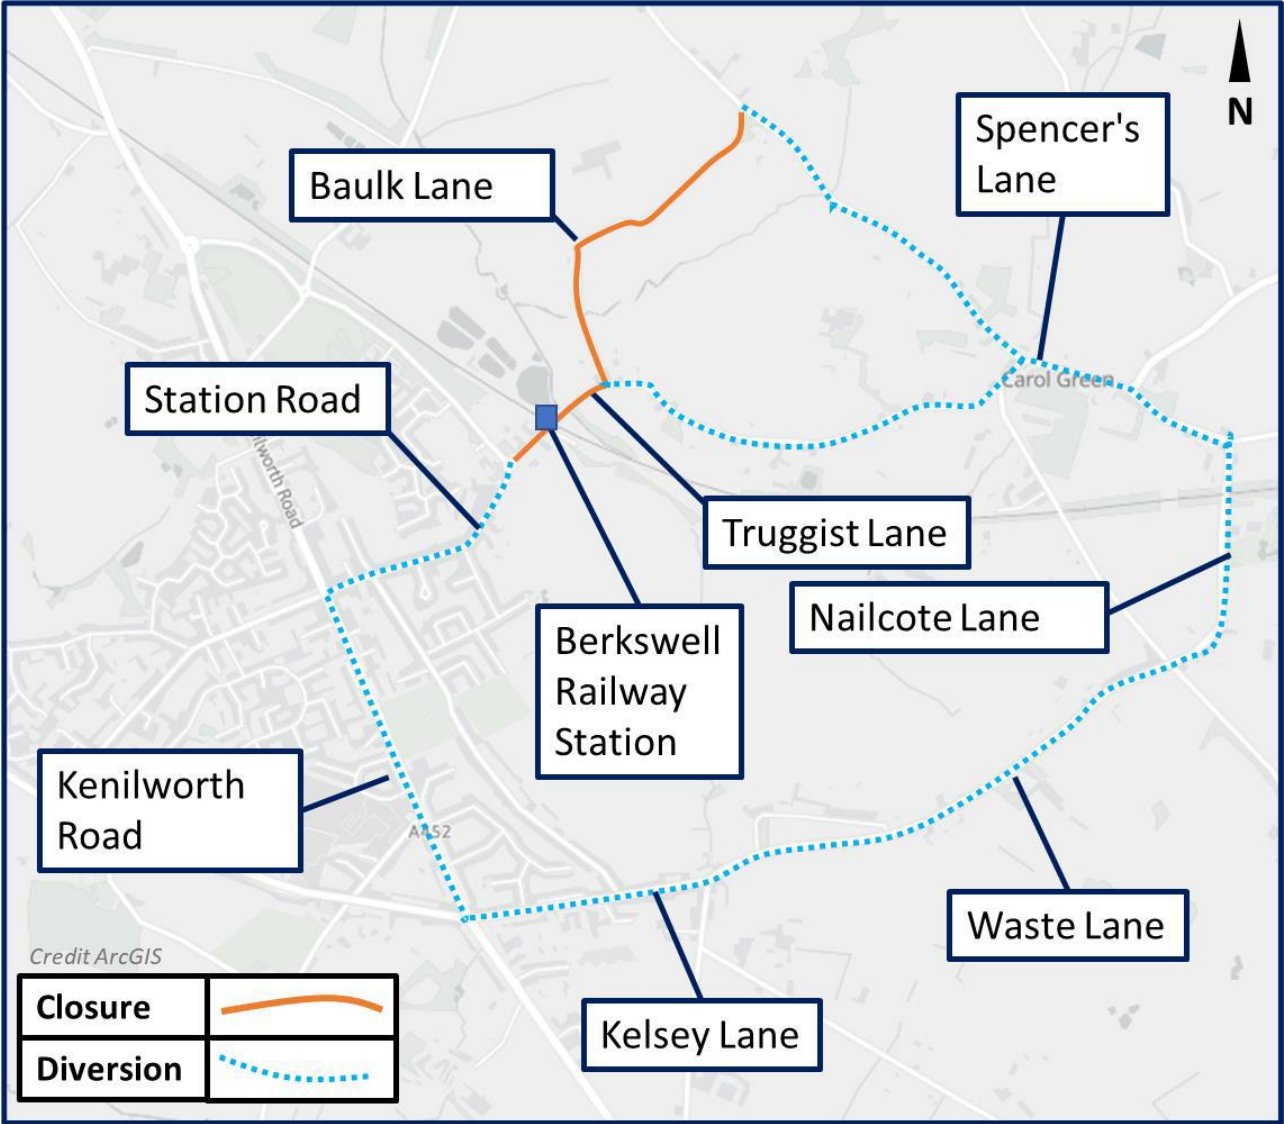 N
Spencer's
Lane
Baulk Lane
Station Road
Carol Green
Truggist Lane
Nailcote Lane
Berkswell
Railway
Station
Kenilworth
Road
A452
Waste Lane
Kelsey Lane
Credit ArcGIS
Closure
Diversion